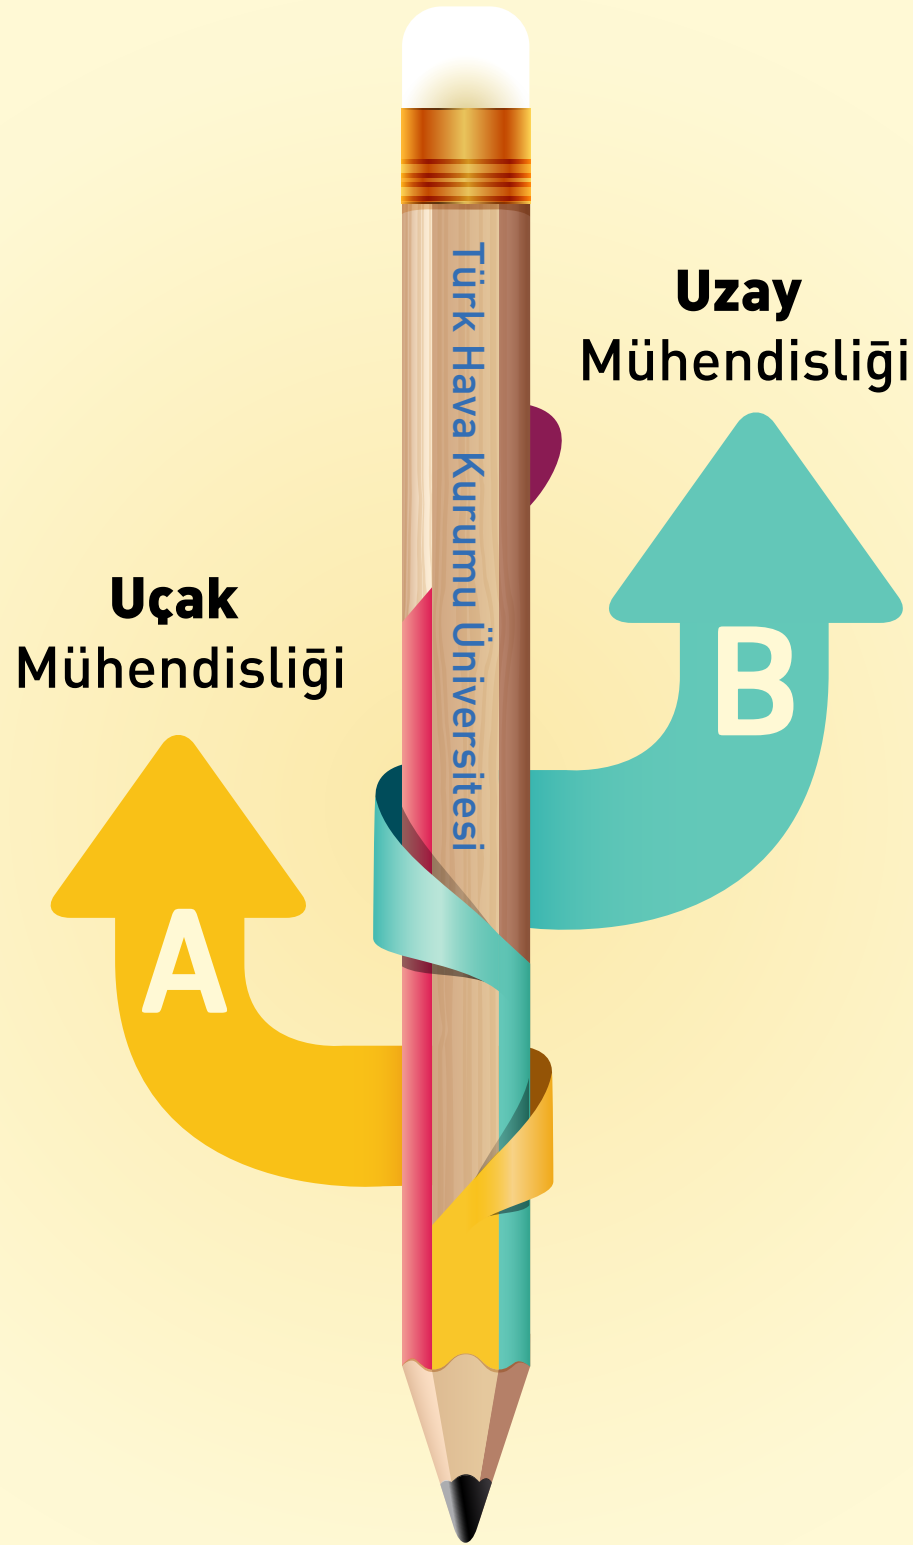 Türk Hava Kurumu Üniversitesi
Uzay
Mühendisliği
B
Uçak
Mühendisliği
A